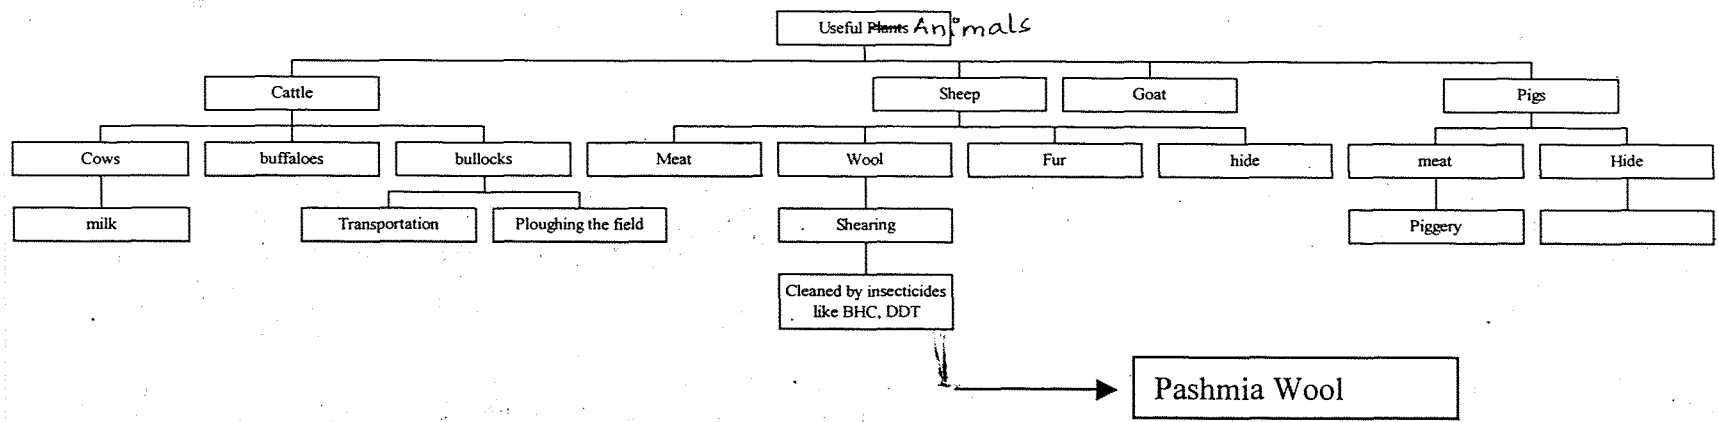 Useful Plants Animals
Cattle
Sheep
Goat
Pigs
Cows
buffaloes
bullocks
Meat
Wool
Fur
hide
meat
Hide
milk
Transportation
Ploughing the field
Shearing
Piggery
Cleaned by insecticides
like BHC, DDT
Pashmia Wool